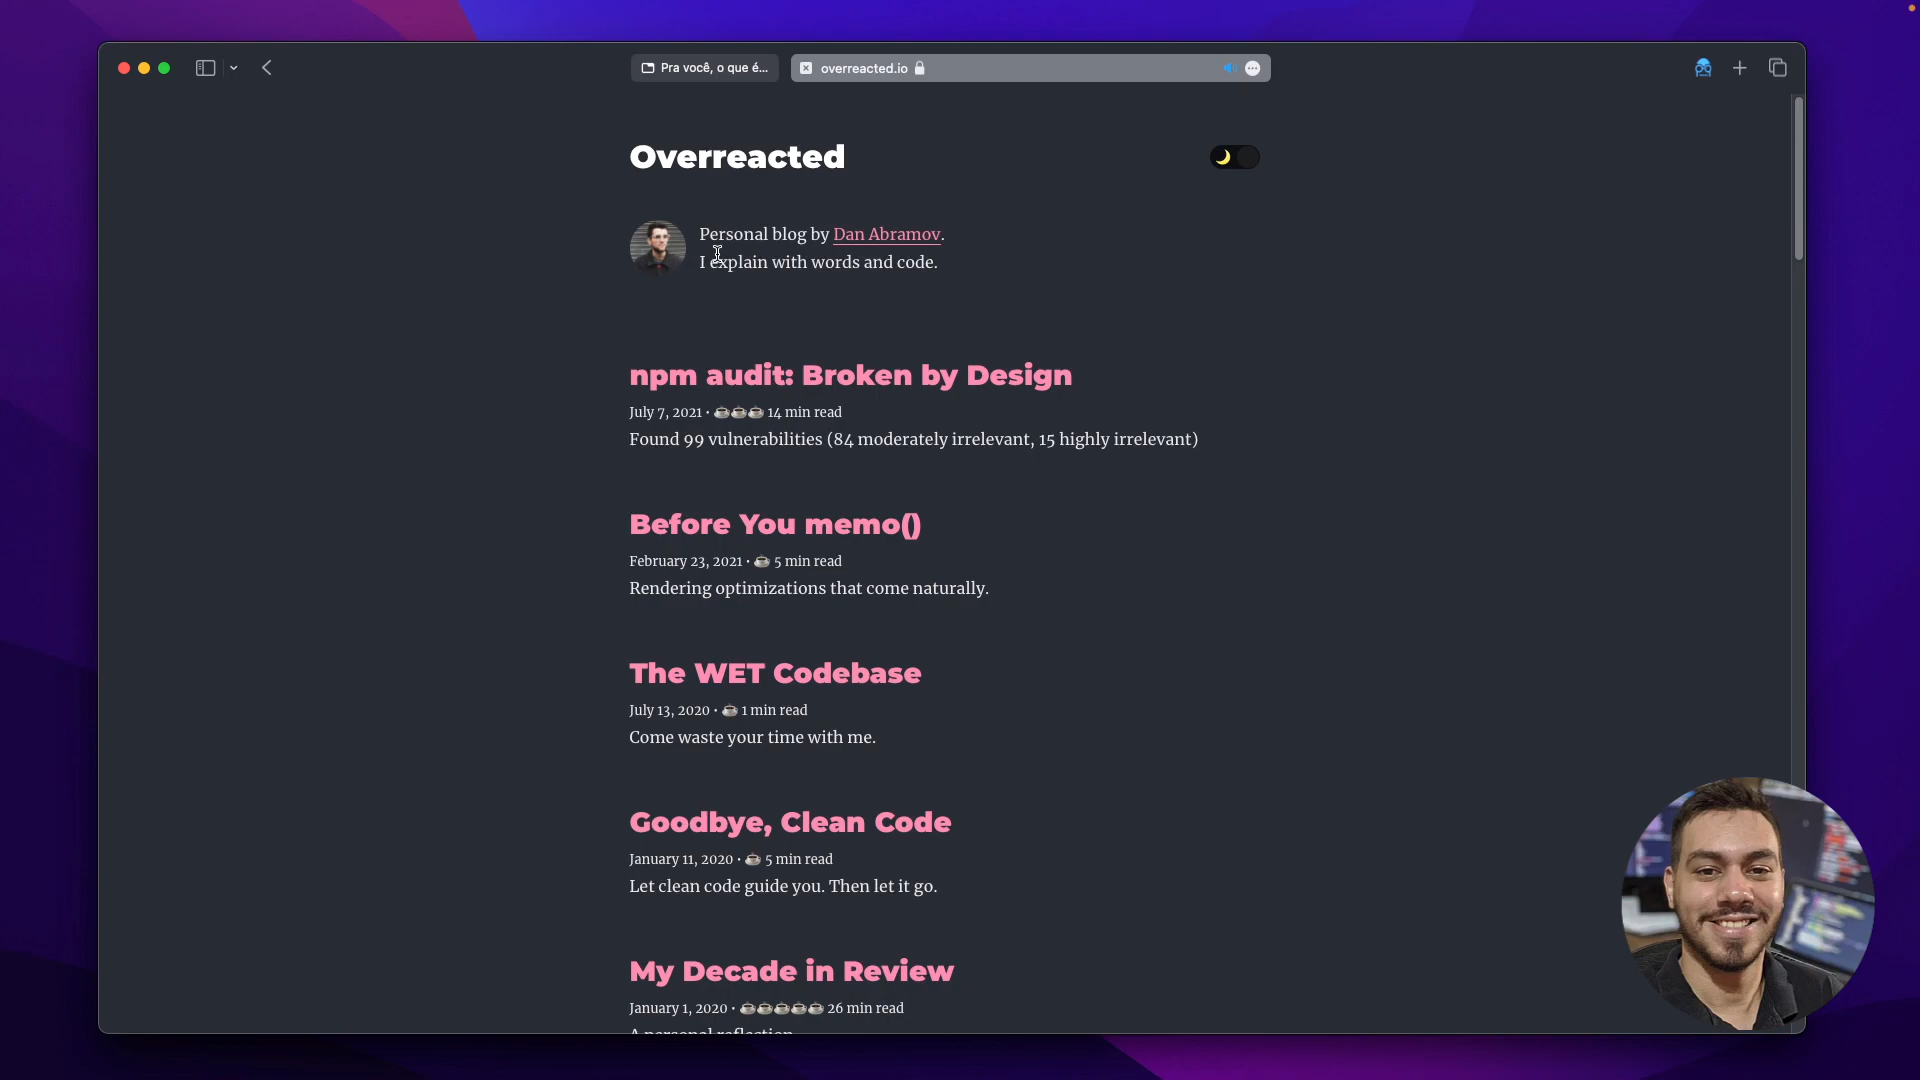 Pra você, o que é...
overreacted.io
Overreacted
Personal blog by Dan Abramov.
I explain with words and code.
npm audit: Broken by Design
July 7, 2021 • ☕☕☕ 14 min read
Found 99 vulnerabilities (84 moderately irrelevant, 15 highly irrelevant)
Before You memo()
February 23, 2021 • ☕ 5 min read
Rendering optimizations that come naturally.
The WET Codebase
July 13, 2020 • ☕ 1 min read
Come waste your time with me.
Goodbye, Clean Code
January 11, 2020 • ☕ 5 min read
Let clean code guide you. Then let it go.
My Decade in Review
January 1, 2020 • ☕☕☕☕☕ 26 min read
A personal reflection.